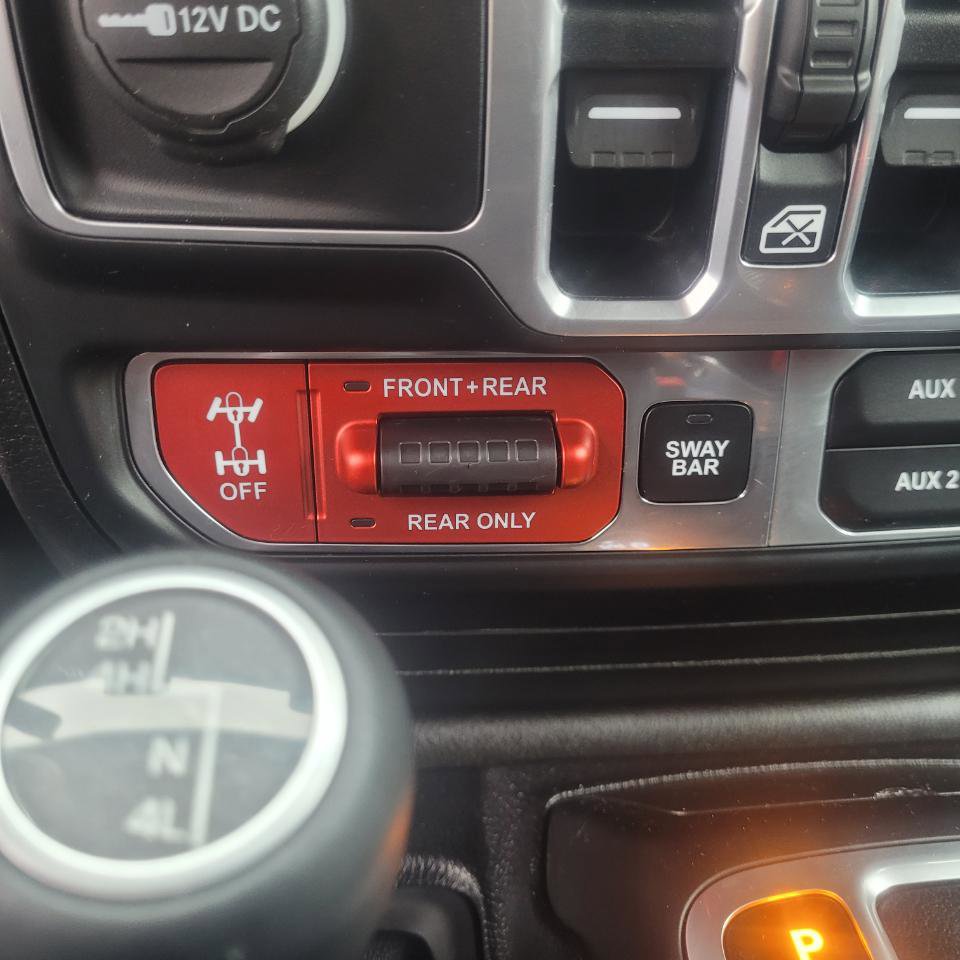 12V DC
FRONT+REAR
OFF
REAR ONLY
SWAY
BAR
AUX
AUX 2
2H
4H
N
4L
P